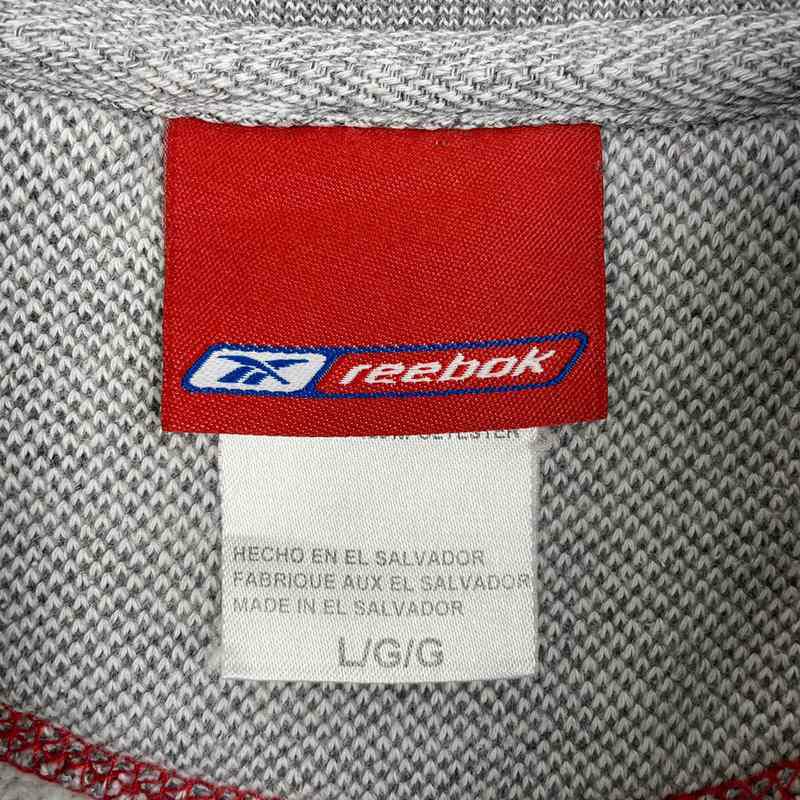 reebok
HECHO EN EL SALVADOR
FABRIQUE AUX EL SALVADOR
MADE IN EL SALVADOR
L/G/G